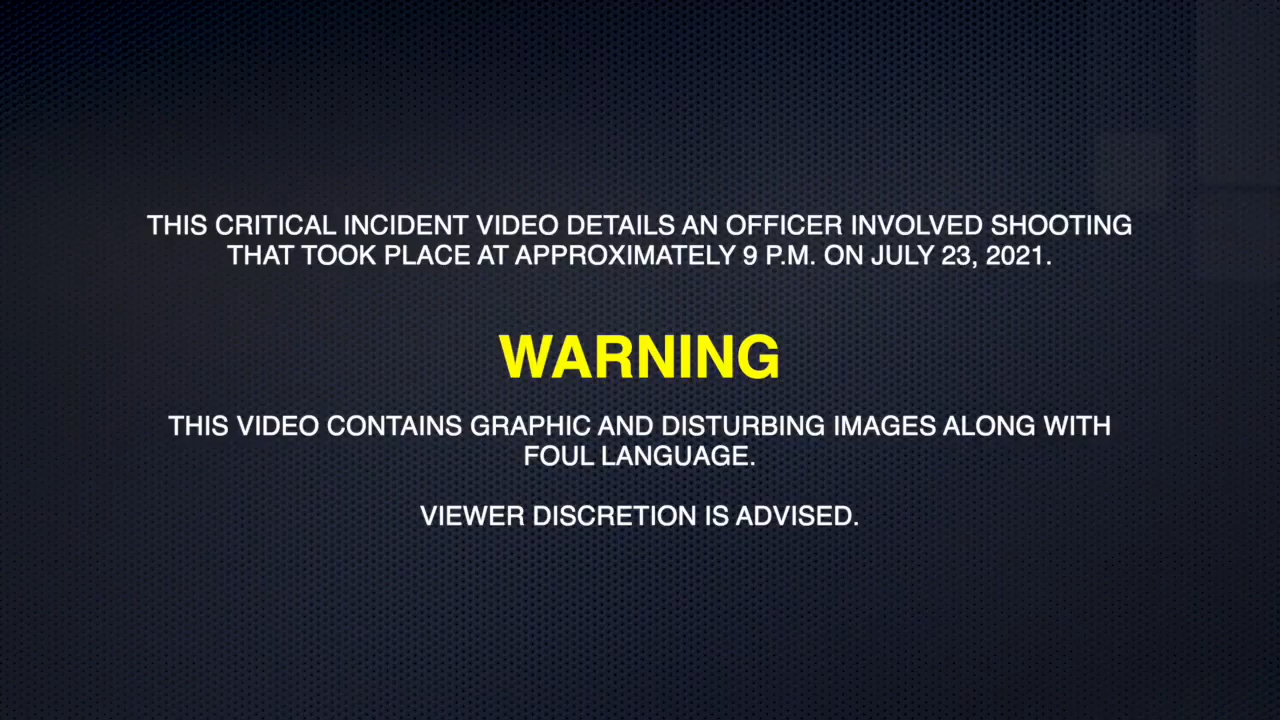 THIS CRITICAL INCIDENT VIDEO DETAILS AN OFFICER INVOLVED SHOOTING
THAT TOOK PLACE AT APPROXIMATELY 9 P.M. ON JULY 23, 2021.
WARNING
THIS VIDEO CONTAINS GRAPHIC AND DISTURBING IMAGES ALONG WITH
FOUL LANGUAGE.
VIEWER DISCRETION IS ADVISED.